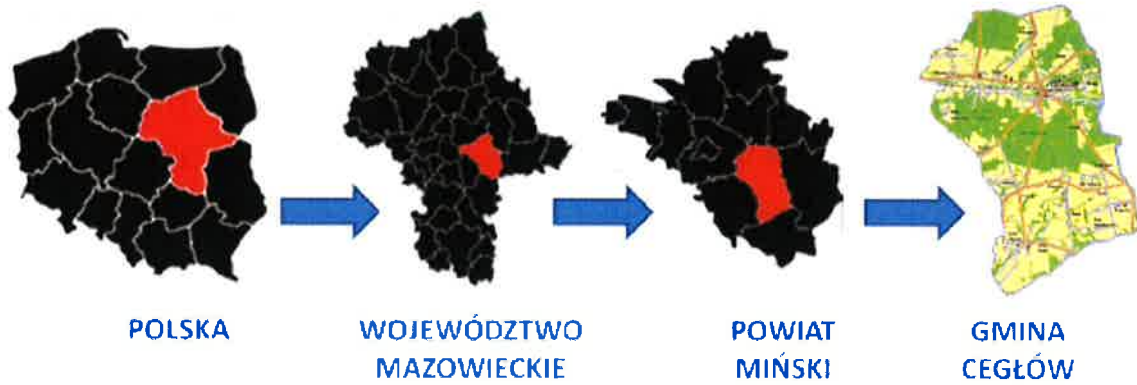 POLSKA
WOJEWÓDZTWO
MAZOWIECKIE
POWIAT
MIŃSKI
GMINA
CEGŁÓW